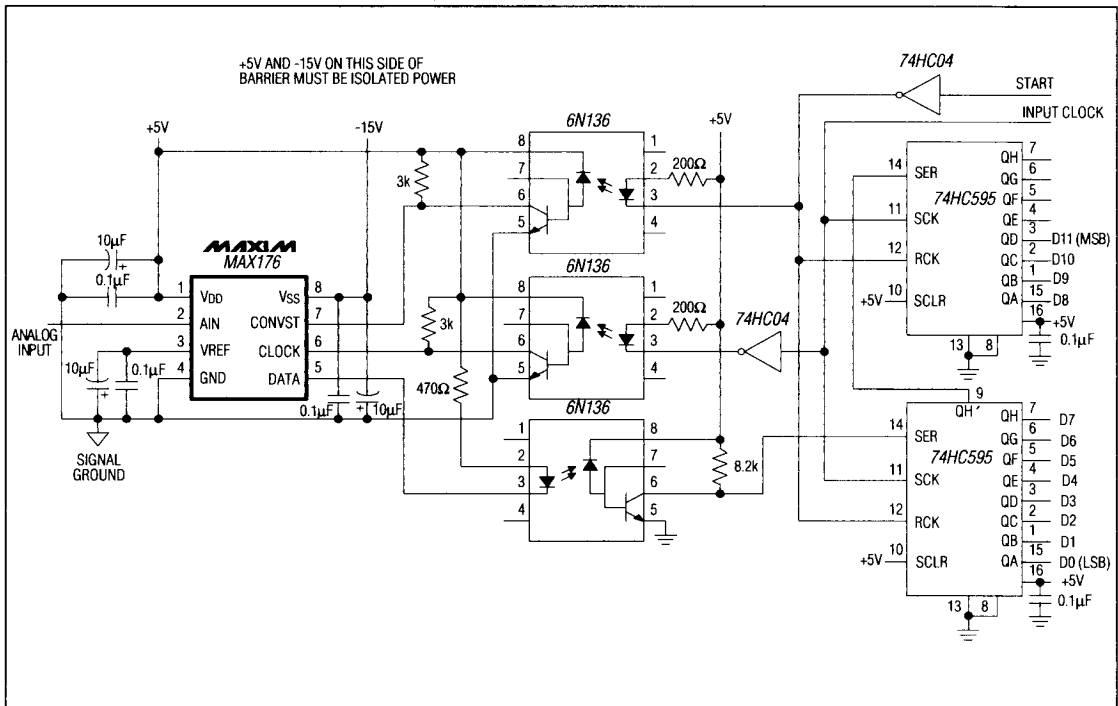 +5V AND -15V ON THIS SIDE OF
BARRIER MUST BE ISOLATED POWER
+5V
-15V
3k
10µF
+
0.1µF
MAXIM
MAX176
1 VDD
VSS 8
2 AIN
CONVST 7
3 VREF
CLOCK 6
4 GND
DATA 5
ANALOG
INPUT
10µF
+
0.1µF
SIGNAL
GROUND
0.1µF
+
10µF
3k
470Ω
6N136
8
7
6
5
1
2
3
4
200Ω
+5V
6N136
8
7
6
5
1
2
3
4
200Ω
6N136
1
2
3
4
8
7
6
5
8.2k
74HC04
START
INPUT CLOCK
74HC04
74HC595
14 SER
11 SCK
12 RCK
+5V 10 SCLR
QH 7
QG 6
QF 5
QE 4
QD 3 D11 (MSB)
QC 2 D10
QB 1 D9
QA 15 D8
16 +5V
0.1µF
13
8
9
QH'
74HC595
14 SER
11 SCK
12 RCK
+5V 10 SCLR
QH 7 D7
QG 6 D6
QF 5 D5
QE 4 D4
QD 3 D3
QC 2 D2
QB 1 D1
QA 15 D0 (LSB)
16 +5V
0.1µF
13
8